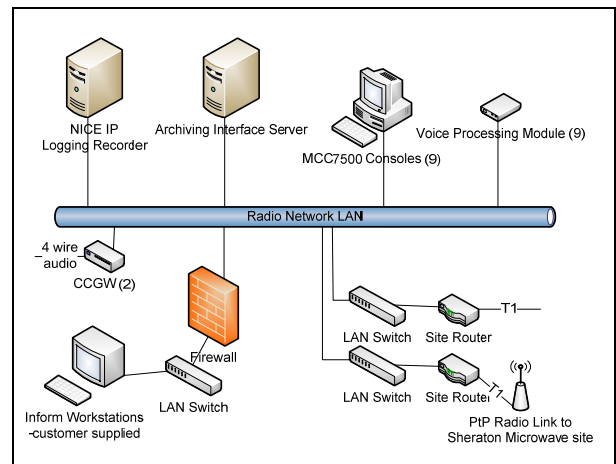 NICE IP
Logging Recorder
Archiving Interface Server
MCC7500 Consoles (9)
Voice Processing Module (9)
Radio Network LAN
4 wire
audio
CCGW (2)
Firewall
LAN Switch
Site Router
T1
LAN Switch
Site Router
T1
Inform Workstations
-customer supplied
LAN Switch
PtP Radio Link to
Sheraton Microwave site